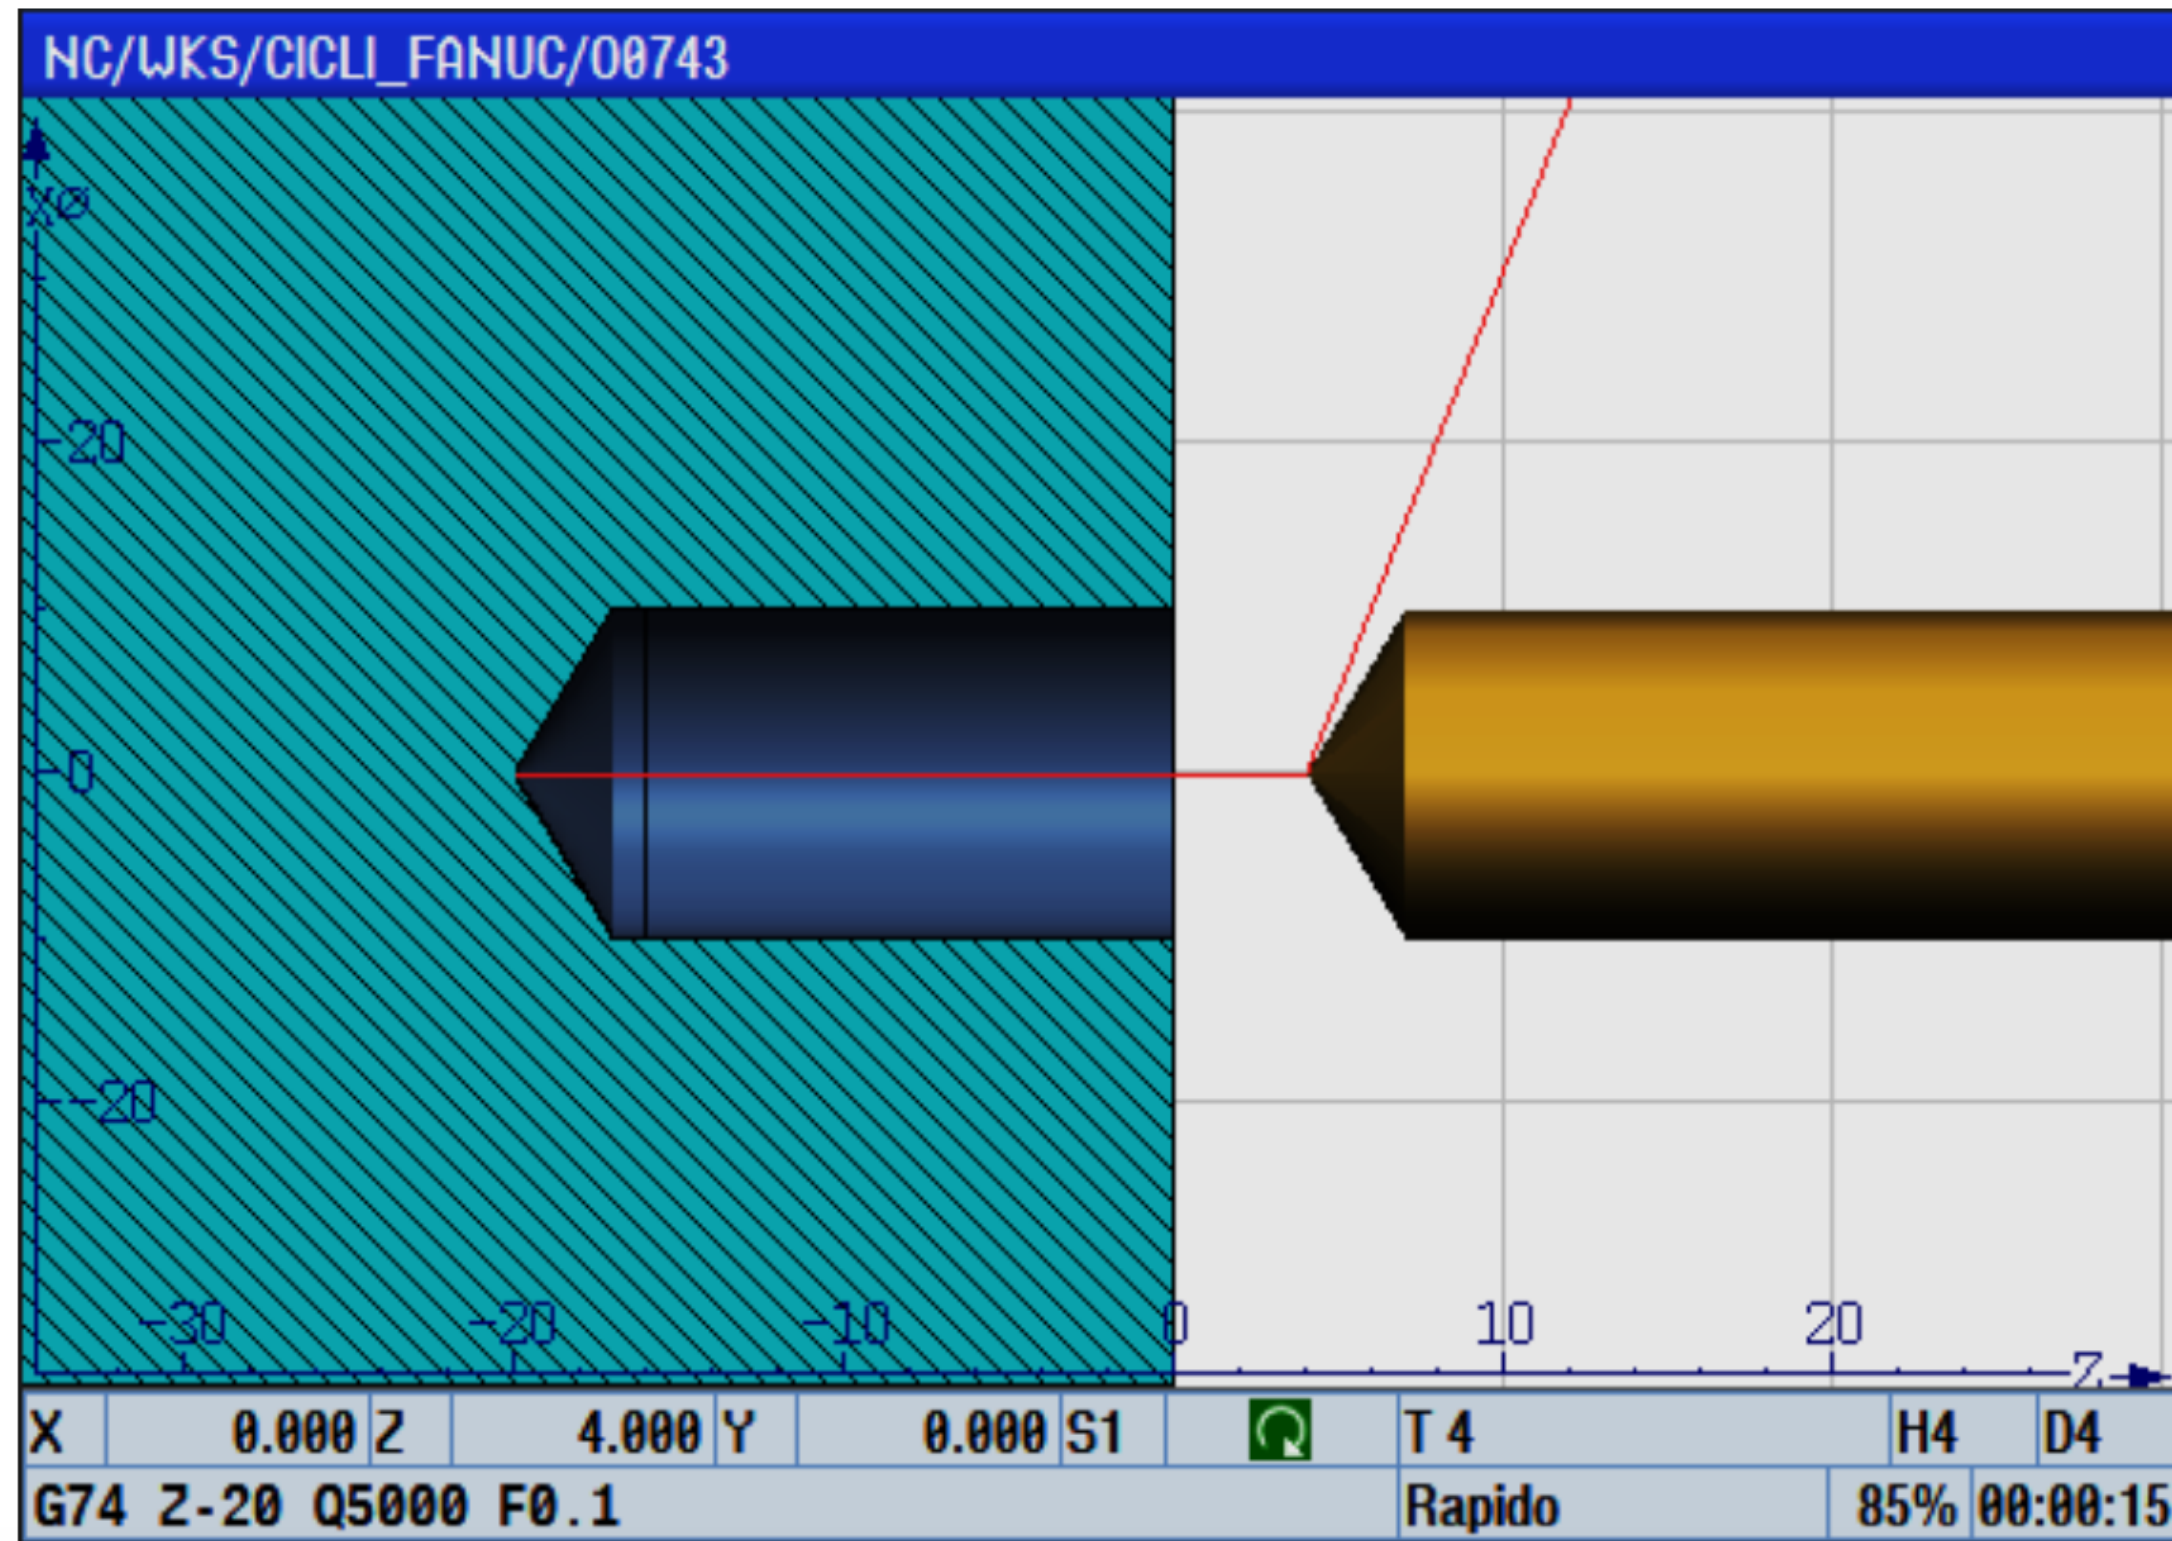 NC/WKS/CICLI_FANUC/O0743
X⌀
20
0
-20
-30 -20 -10 0 10 20 Z
X 0.000 Z 4.000 Y 0.000 S1 T 4 H4 D4
G74 Z-20 Q5000 F0.1 Rapido 85% 00:00:15